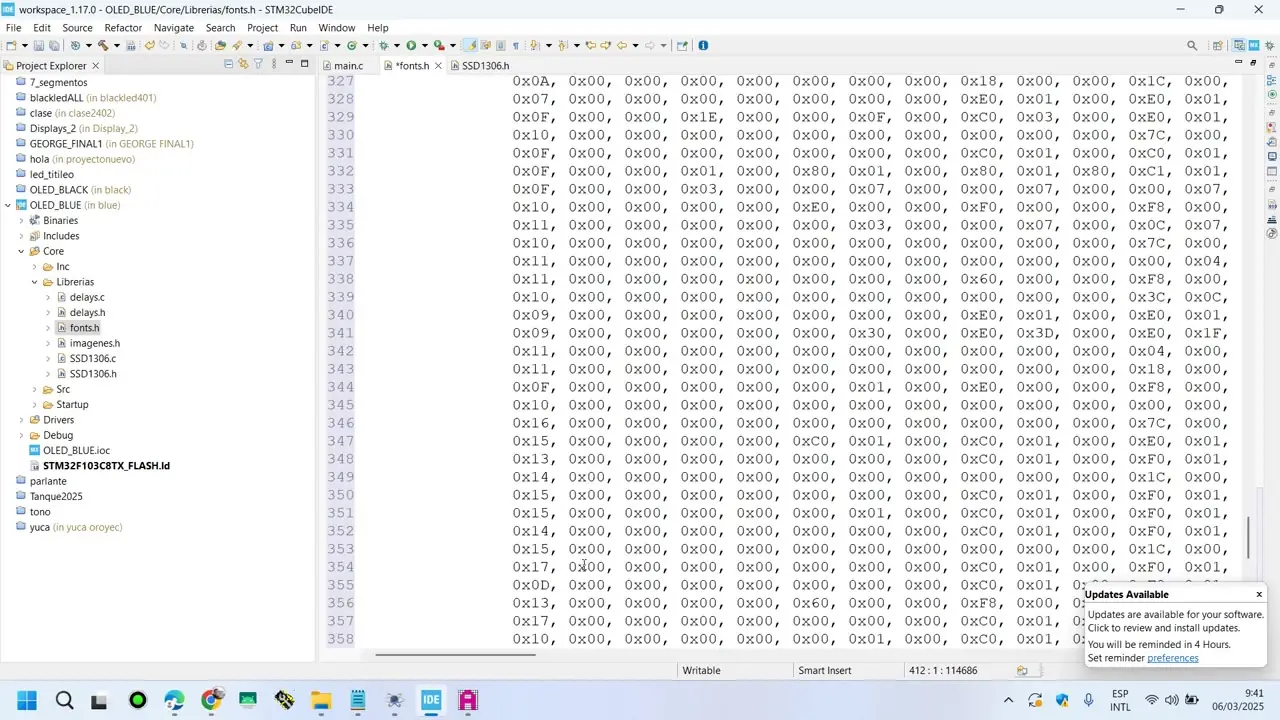 workspace_1.17.0 - OLED_BLUE/Core/Librerias/fonts.h - STM32CubeIDE
File Edit Source Refactor Navigate Search Project Run Window Help
Project Explorer
main.c *fonts.h SSD1306.h
7_segmentos
blackledALL (in blackled401)
clase (in clase2402)
Displays_2 (in Display_2)
GEORGE_FINAL1 (in GEORGE FINAL1)
hola (in proyectonuevo)
led_titileo
OLED_BLACK (in black)
OLED_BLUE (in blue)
Binaries
Includes
Core
Inc
Librerias
delays.c
delays.h
fonts.h
imagenes.h
SSD1306.c
SSD1306.h
Src
Startup
Drivers
Debug
OLED_BLUE.ioc
STM32F103C8TX_FLASH.ld
parlante
Tanque2025
tono
yuca (in yuca oroyec)
327 0x0A, 0x00, 0x00, 0x00, 0x00, 0x00, 0x00, 0x00, 0x18, 0x00, 0x00, 0x1C, 0x00,
328 0x07, 0x00, 0x00, 0x00, 0x00, 0x00, 0x00, 0x00, 0xE0, 0x01, 0x00, 0xE0, 0x01,
329 0x0F, 0x00, 0x00, 0x1E, 0x00, 0x00, 0x0F, 0x00, 0xC0, 0x03, 0x00, 0xE0, 0x01,
330 0x10, 0x00, 0x00, 0x00, 0x00, 0x00, 0x00, 0x00, 0x00, 0x00, 0x00, 0x7C, 0x00,
331 0x0F, 0x00, 0x00, 0x00, 0x00, 0x00, 0x00, 0x00, 0xC0, 0x01, 0x00, 0xC0, 0x01,
332 0x0F, 0x00, 0x00, 0x01, 0x00, 0x80, 0x01, 0x00, 0x80, 0x01, 0x80, 0xC1, 0x01,
333 0x0F, 0x00, 0x00, 0x03, 0x00, 0x00, 0x07, 0x00, 0x00, 0x07, 0x00, 0x00, 0x07,
334 0x10, 0x00, 0x00, 0x00, 0x00, 0xE0, 0x00, 0x00, 0xF0, 0x00, 0x00, 0xF8, 0x00,
335 0x11, 0x00, 0x00, 0x00, 0x00, 0x00, 0x03, 0x00, 0x00, 0x07, 0x00, 0x0C, 0x07,
336 0x10, 0x00, 0x00, 0x00, 0x00, 0x00, 0x00, 0x00, 0x00, 0x00, 0x00, 0x7C, 0x00,
337 0x11, 0x00, 0x00, 0x00, 0x00, 0x00, 0x00, 0x00, 0x00, 0x00, 0x00, 0x04,
338 0x11, 0x00, 0x00, 0x00, 0x00, 0x00, 0x00, 0x00, 0x60, 0x00, 0x00, 0xF8, 0x00,
339 0x10, 0x00, 0x00, 0x00, 0x00, 0x00, 0x00, 0x00, 0x00, 0x00, 0x00, 0x3C, 0x0C,
340 0x09, 0x00, 0x00, 0x00, 0x00, 0x00, 0x00, 0x00, 0xE0, 0x01, 0x00, 0xE0, 0x01,
341 0x09, 0x00, 0x00, 0x00, 0x00, 0x00, 0x30, 0x00, 0xE0, 0x3D, 0x00, 0xE0, 0x1F,
342 0x11, 0x00, 0x00, 0x00, 0x00, 0x00, 0x00, 0x00, 0x00, 0x00, 0x00, 0x04, 0x00,
343 0x11, 0x00, 0x00, 0x00, 0x00, 0x00, 0x00, 0x00, 0x00, 0x00, 0x00, 0x18, 0x00,
344 0x0F, 0x00, 0x00, 0x00, 0x00, 0x00, 0x01, 0x00, 0xE0, 0x00, 0x00, 0xF8, 0x00,
345 0x10, 0x00, 0x00, 0x00, 0x00, 0x00, 0x00, 0x00, 0x00, 0x00, 0x00, 0x00, 0x00,
346 0x16, 0x00, 0x00, 0x00, 0x00, 0x00, 0x00, 0x00, 0x00, 0x00, 0x00, 0x7C, 0x00,
347 0x15, 0x00, 0x00, 0x00, 0x00, 0xC0, 0x01, 0x00, 0xC0, 0x01, 0x00, 0xE0, 0x01,
348 0x13, 0x00, 0x00, 0x00, 0x00, 0x00, 0x00, 0x00, 0xC0, 0x01, 0x00, 0xF0, 0x01,
349 0x14, 0x00, 0x00, 0x00, 0x00, 0x00, 0x00, 0x00, 0x00, 0x00, 0x00, 0x1C, 0x00,
350 0x15, 0x00, 0x00, 0x00, 0x00, 0x00, 0x00, 0x00, 0xC0, 0x01, 0x00, 0xF0, 0x01,
351 0x15, 0x00, 0x00, 0x00, 0x00, 0x00, 0x01, 0x00, 0xC0, 0x01, 0x00, 0xF0, 0x01,
352 0x14, 0x00, 0x00, 0x00, 0x00, 0x00, 0x00, 0x00, 0xC0, 0x01, 0x00, 0xF0, 0x01,
353 0x15, 0x00, 0x00, 0x00, 0x00, 0x00, 0x00, 0x00, 0x00, 0x00, 0x00, 0x1C, 0x00,
354 0x17, 0x00, 0x00, 0x00, 0x00, 0x00, 0x00, 0x00, 0xC0, 0x01, 0x00, 0xF0, 0x01,
355 0x0D, 0x00, 0x00, 0x00, 0x00, 0x00, 0x00, 0x00, 0xC0, 0x01,
356 0x13, 0x00, 0x00, 0x00, 0x00, 0x60, 0x00, 0x00, 0xF8, 0x00,
357 0x17, 0x00, 0x00, 0x00, 0x00, 0x00, 0x00, 0x00, 0xC0, 0x01,
358 0x10, 0x00, 0x00, 0x00, 0x00, 0x00, 0x01, 0x00, 0xC0, 0x01,
Updates Available
Updates are available for your software.
Click to review and install updates.
You will be reminded in 4 Hours.
Set reminder preferences
Writable Smart Insert 412 : 1 : 114686
ESP
INTL
9:41
06/03/2025